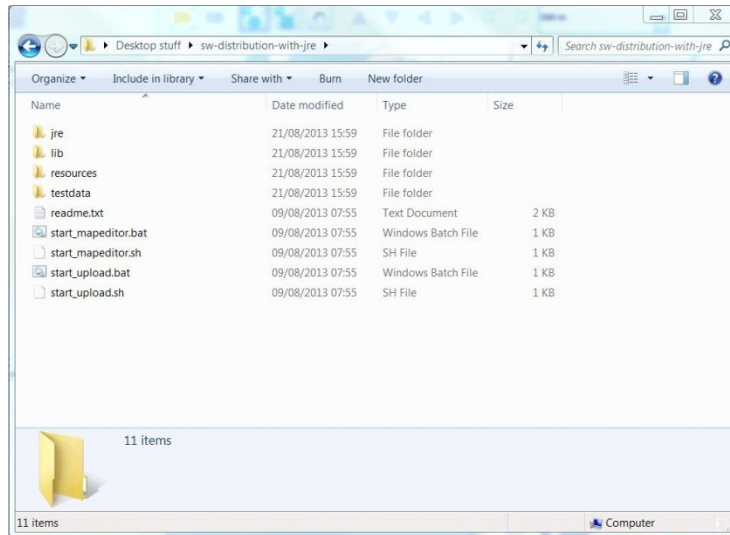 Desktop stuff sw-distribution-with-jre Search sw-distribution-with-jre
Organize Include in library Share with Burn New folder
Name Date modified Type Size
jre 21/08/2013 15:59 File folder
lib 21/08/2013 15:59 File folder
resources 21/08/2013 15:59 File folder
testdata 21/08/2013 15:59 File folder
readme.txt 09/08/2013 07:55 Text Document 2 KB
start_mapeditor.bat 09/08/2013 07:55 Windows Batch File 1 KB
start_mapeditor.sh 09/08/2013 07:55 SH File 1 KB
start_upload.bat 09/08/2013 07:55 Windows Batch File 1 KB
start_upload.sh 09/08/2013 07:55 SH File 1 KB
11 items
11 items Computer